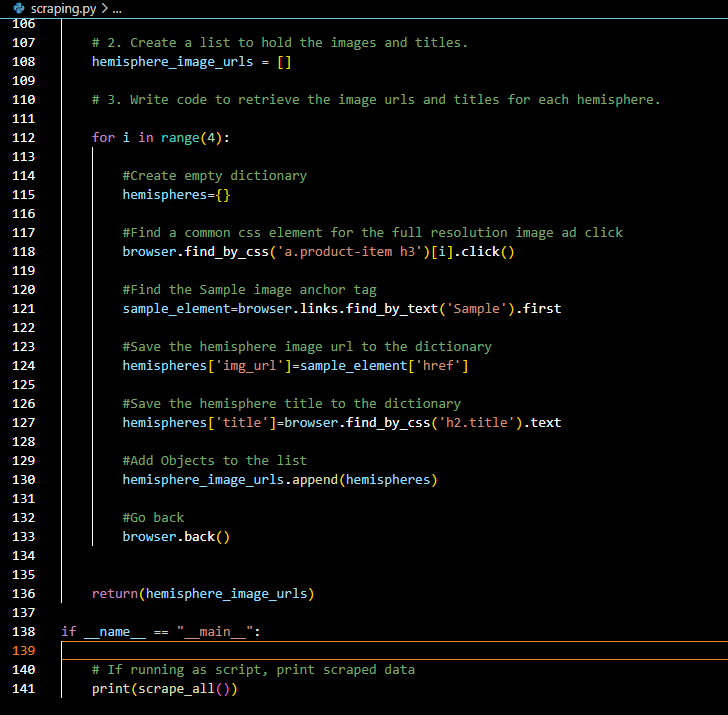 scraping.py > ...
106
107 # 2. Create a list to hold the images and titles.
108 hemisphere_image_urls = []
109
110 # 3. Write code to retrieve the image urls and titles for each hemisphere.
111
112 for i in range(4):
113
114 #Create empty dictionary
115 hemispheres={}
116
117 #Find a common css element for the full resolution image ad click
118 browser.find_by_css('a.product-item h3')[i].click()
119
120 #Find the Sample image anchor tag
121 sample_element=browser.links.find_by_text('Sample').first
122
123 #Save the hemisphere image url to the dictionary
124 hemispheres['img_url']=sample_element['href']
125
126 #Save the hemisphere title to the dictionary
127 hemispheres['title']=browser.find_by_css('h2.title').text
128
129 #Add Objects to the list
130 hemisphere_image_urls.append(hemispheres)
131
132 #Go back
133 browser.back()
134
135
136 return(hemisphere_image_urls)
137
138 if __name__ == "__main__":
139
140 # If running as script, print scraped data
141 print(scrape_all())